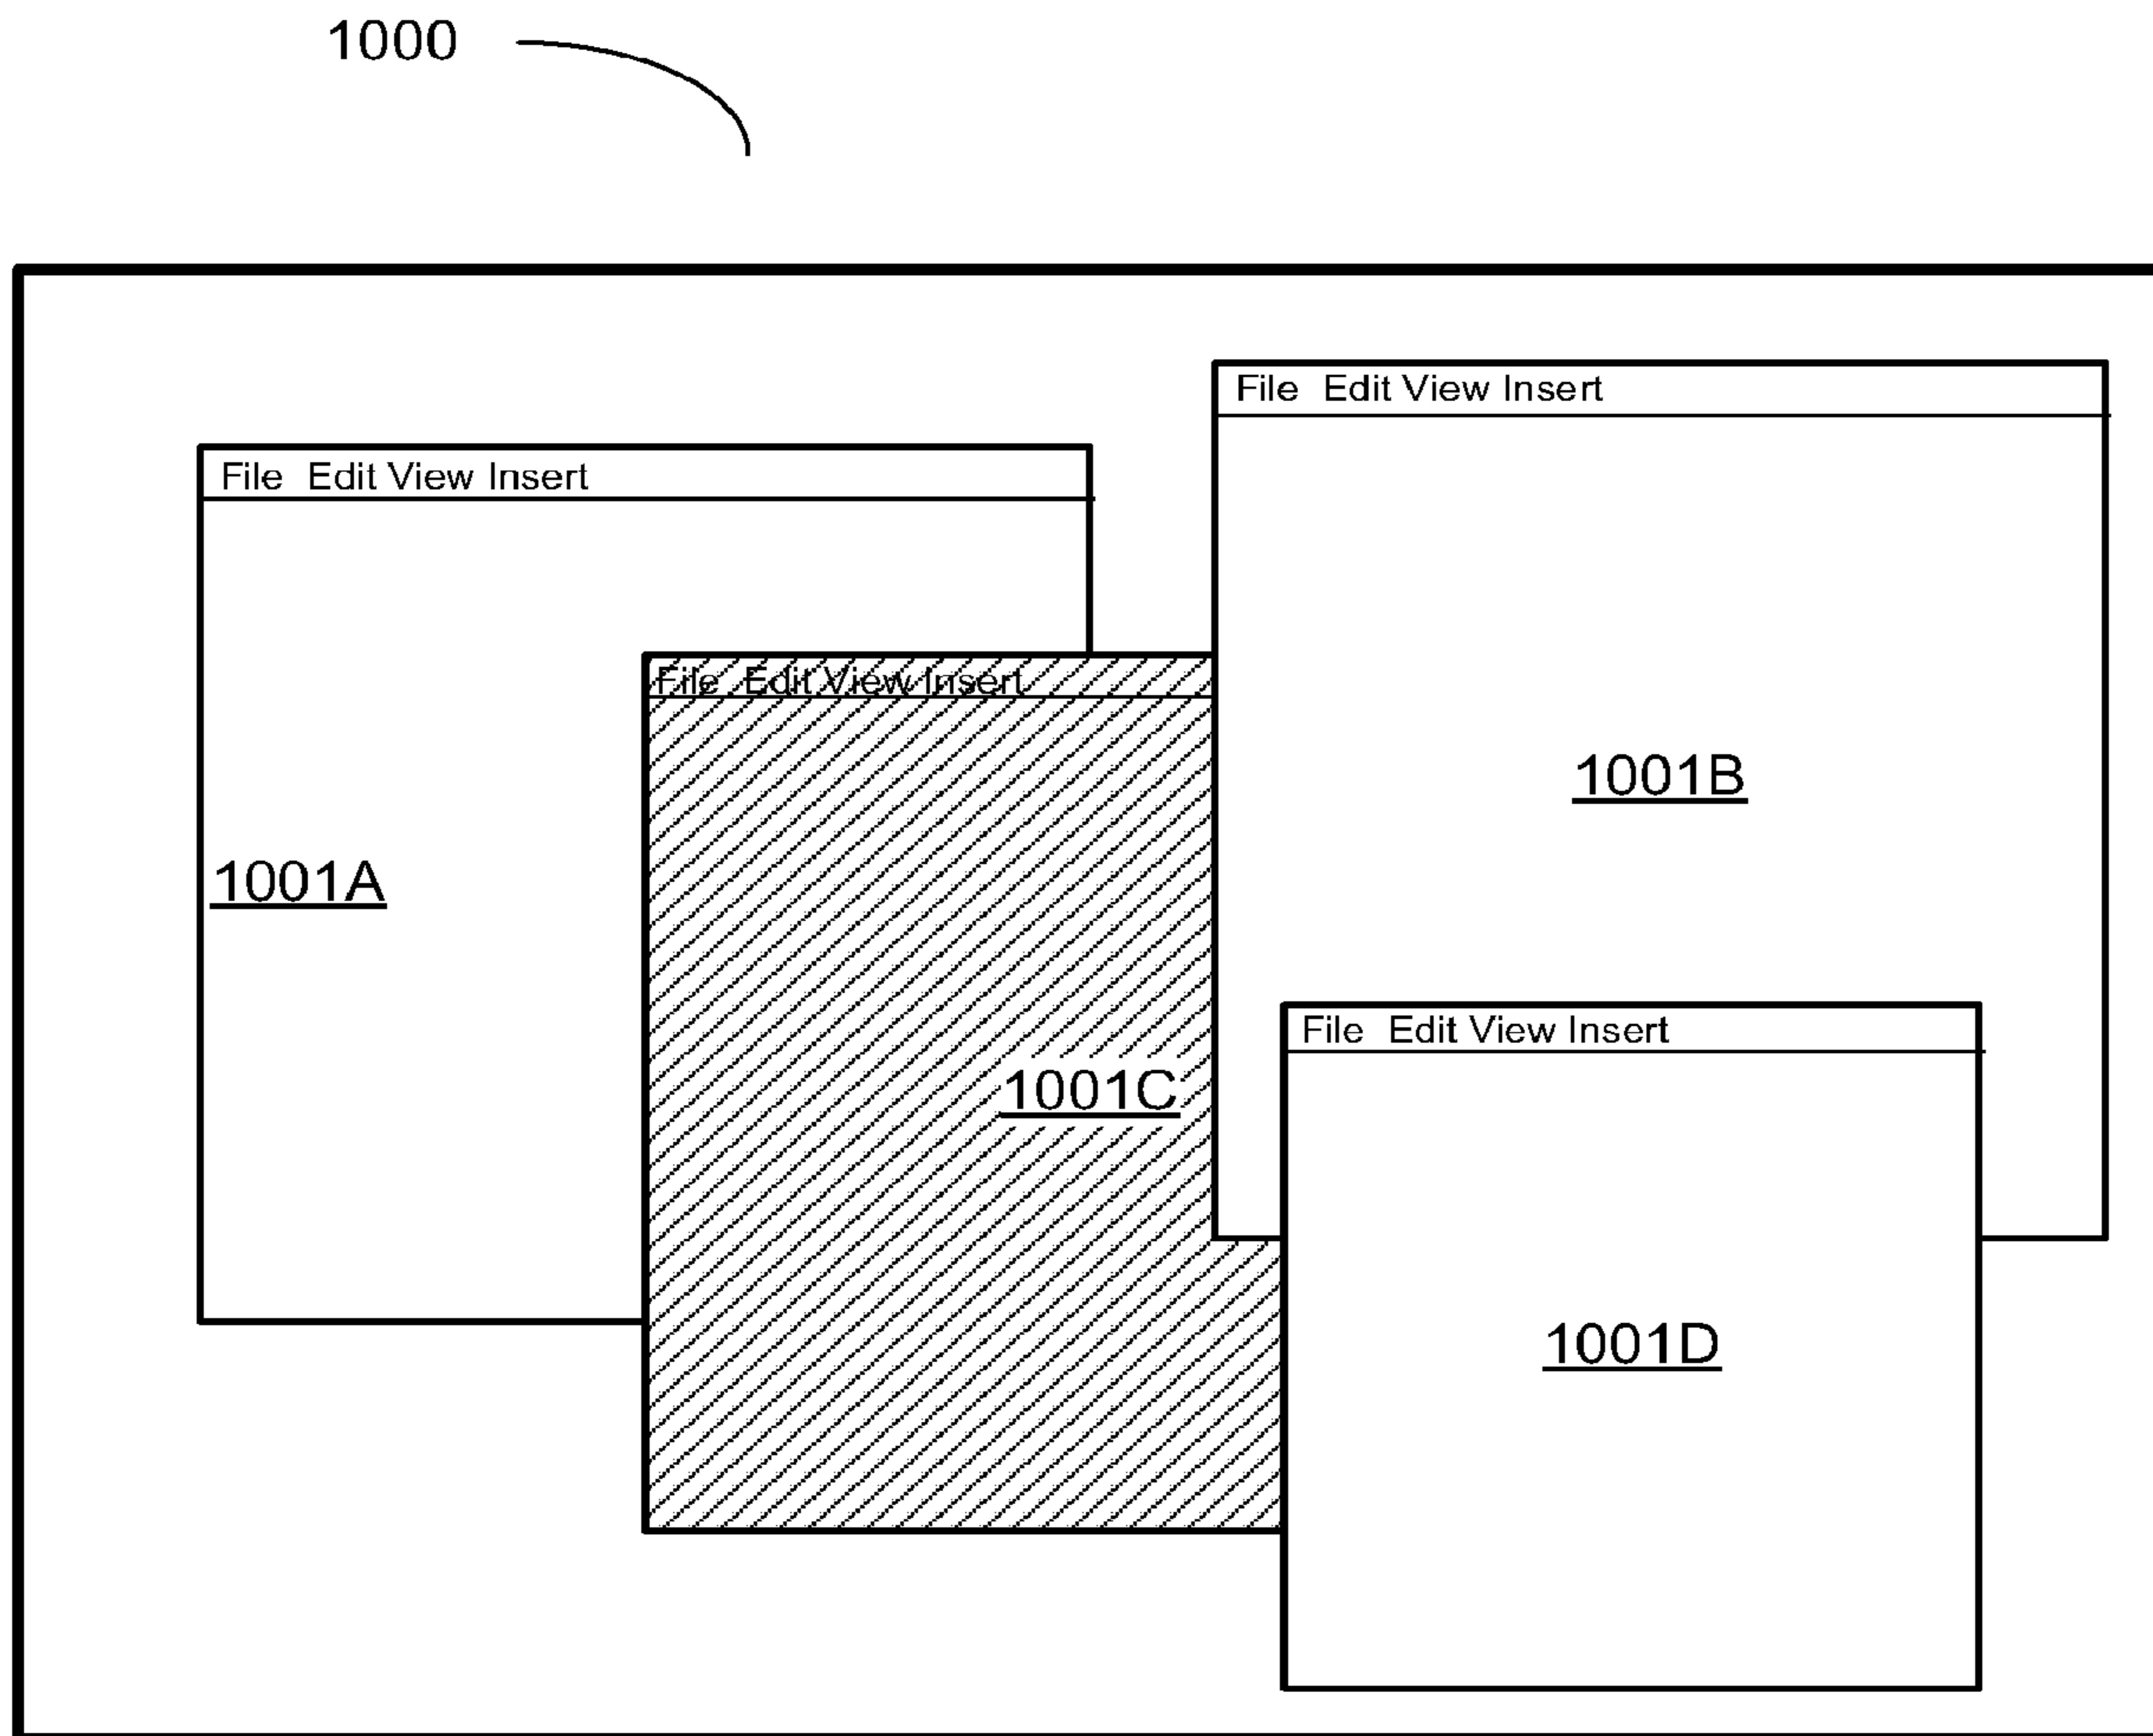 1000
File Edit View Insert
File Edit View Insert
File Edit View Insert
1001B
1001A
File Edit View Insert
1001C
1001D